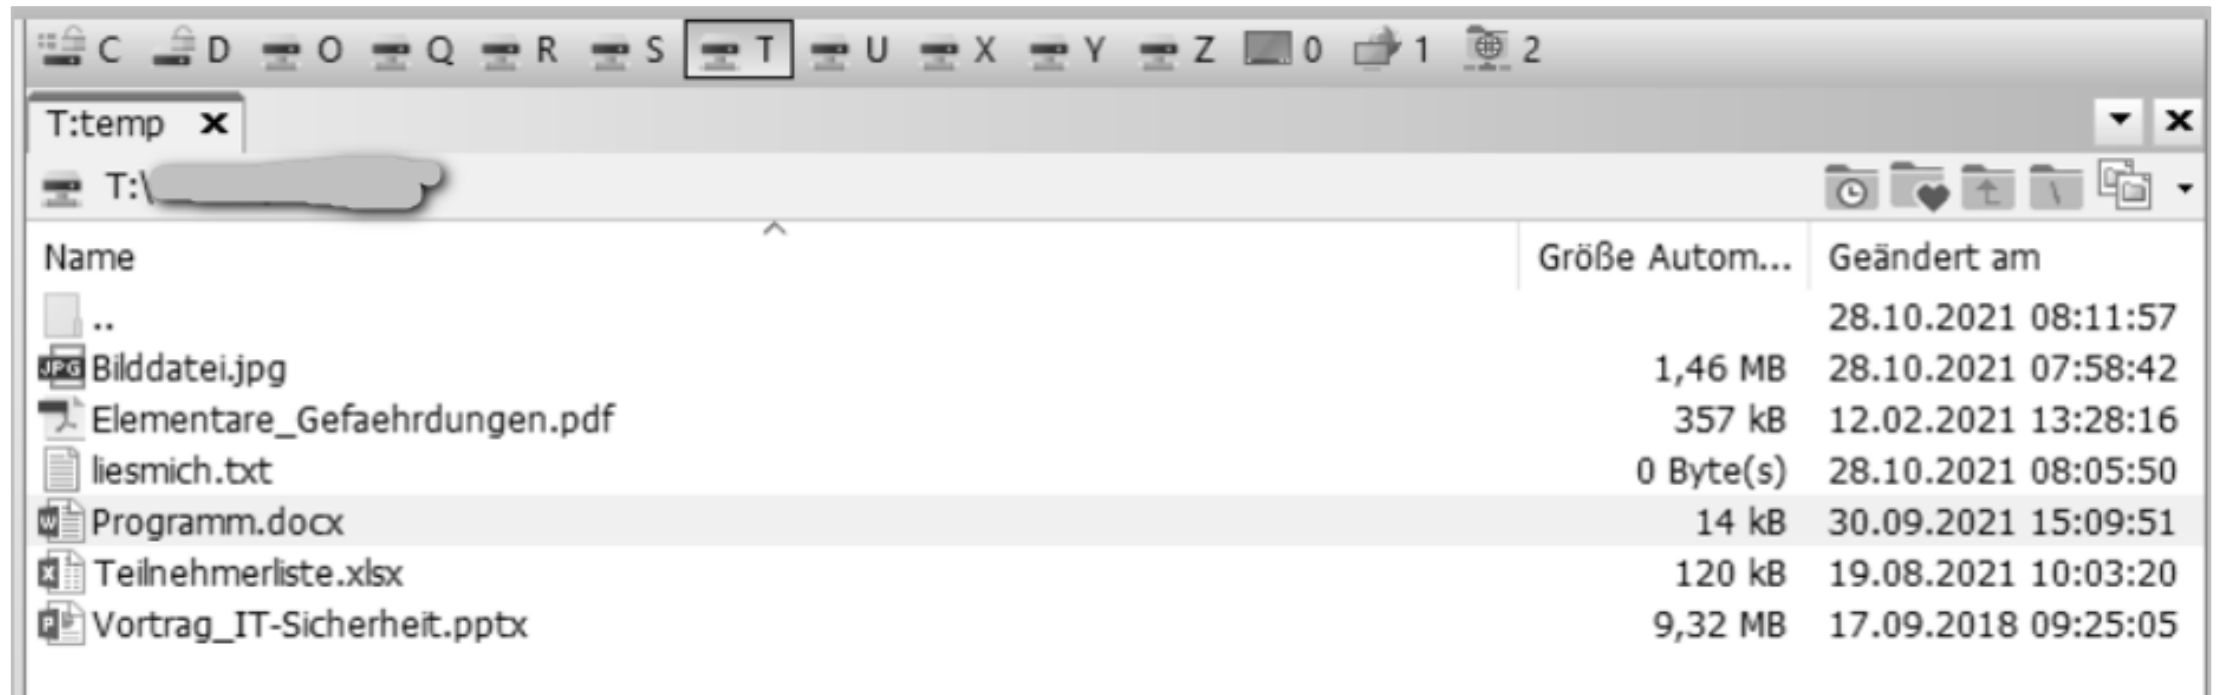 C D O Q R S T U X Y Z 0 1 2
T:temp x
T:\
Name Größe Autom... Geändert am
.. 28.10.2021 08:11:57
JPG Bilddatei.jpg 1,46 MB 28.10.2021 07:58:42
Elementare_Gefaehrdungen.pdf 357 kB 12.02.2021 13:28:16
liesmich.txt 0 Byte(s) 28.10.2021 08:05:50
Programm.docx 14 kB 30.09.2021 15:09:51
Teilnehmerliste.xlsx 120 kB 19.08.2021 10:03:20
Vortrag_IT-Sicherheit.pptx 9,32 MB 17.09.2018 09:25:05